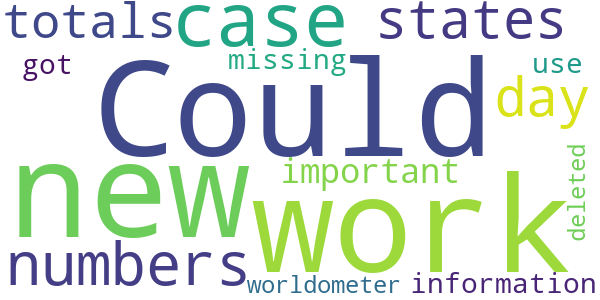 totals case states
got missing use
Could day
new important deleted
work
numbers
worldometer information